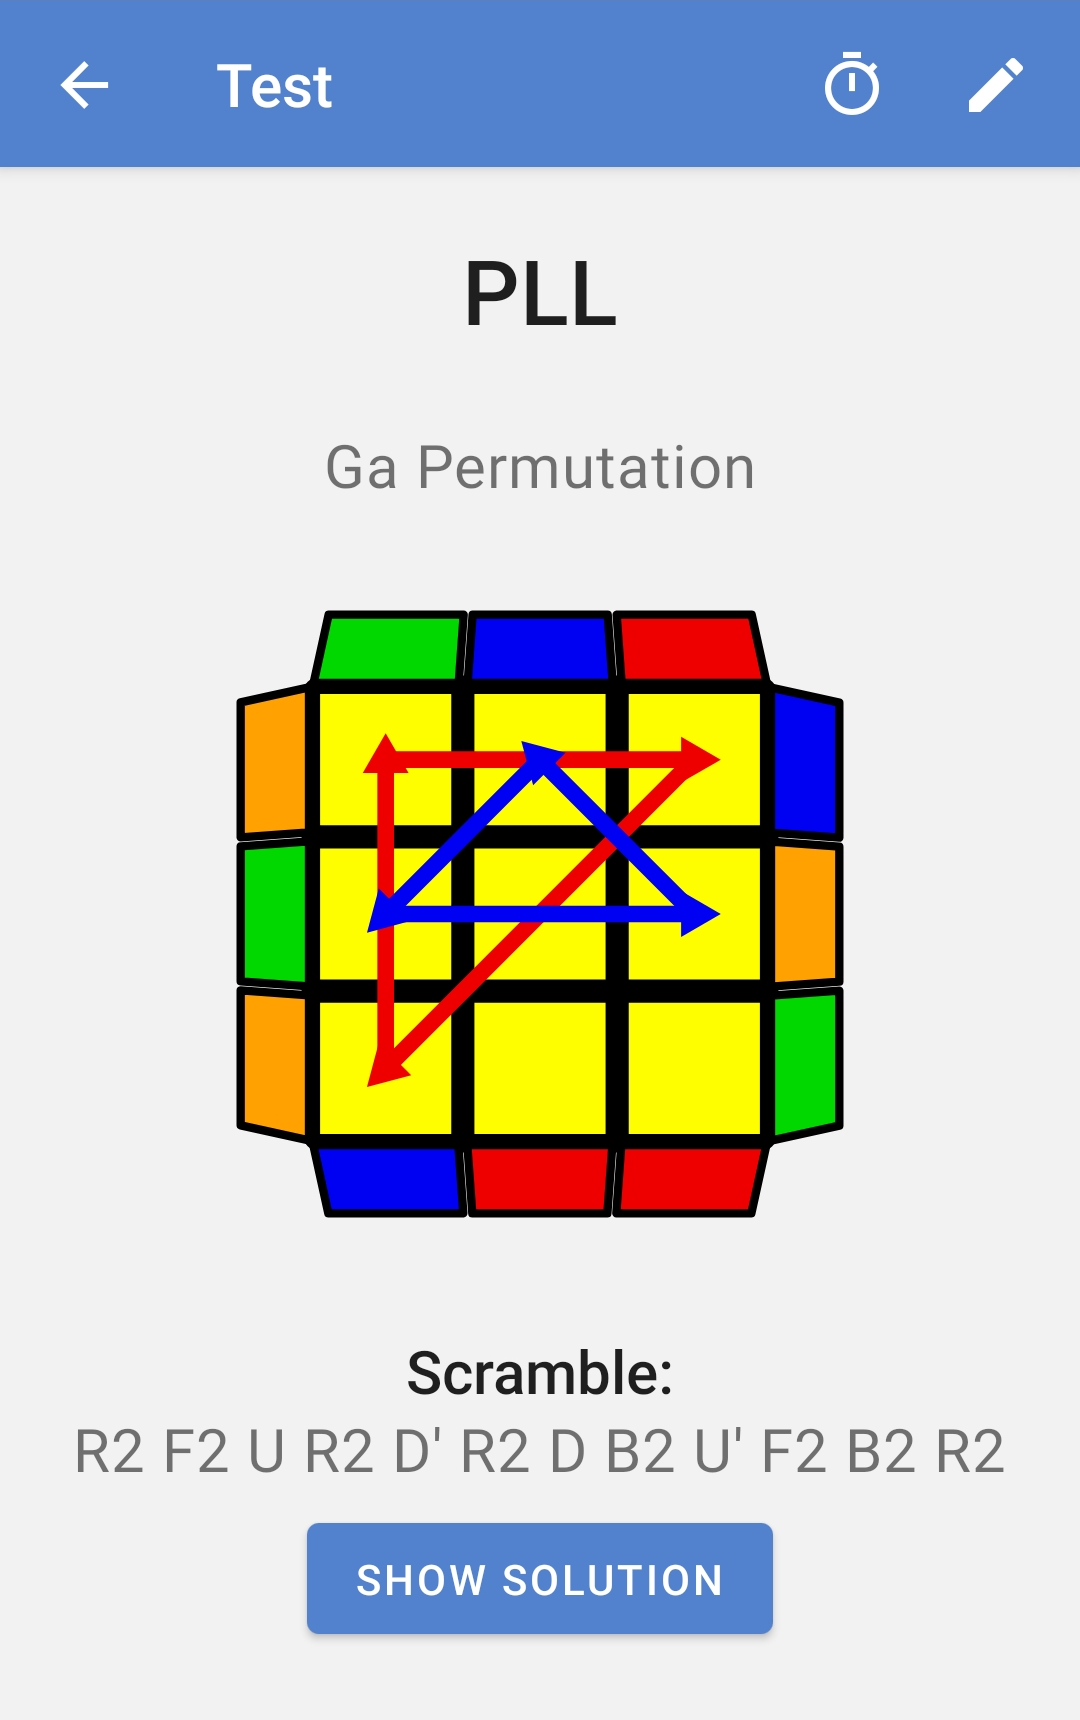 Test
PLL
Ga Permutation
Scramble:
R2 F2 U R2 D' R2 D B2 U' F2 B2 R2
SHOW SOLUTION